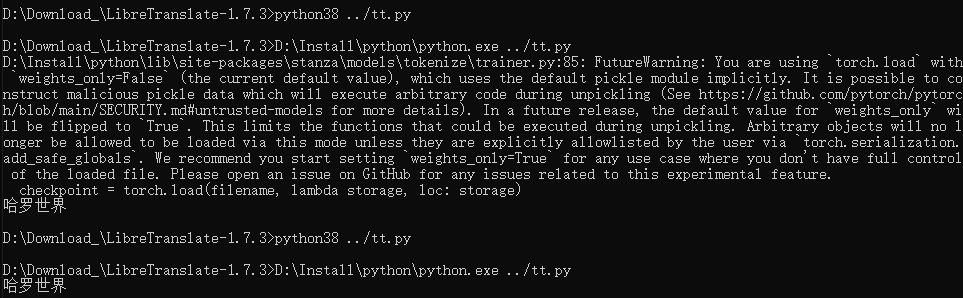 D:\Download_\LibreTranslate-1.7.3>python38 ../tt.py
D:\Download_\LibreTranslate-1.7.3>D:\Install\python\python.exe ../tt.py
D:\Install\python\lib\site-packages\stanza\models\tokenize\trainer.py:85: FutureWarning: You are using `torch.load` with
 `weights_only=False` (the current default value), which uses the default pickle module implicitly. It is possible to co
nstruct malicious pickle data which will execute arbitrary code during unpickling (See https://github.com/pytorch/pytorc
h/blob/main/SECURITY.md#untrusted-models for more details). In a future release, the default value for `weights_only` wi
ll be flipped to `True`. This limits the functions that could be executed during unpickling. Arbitrary objects will no l
onger be allowed to be loaded via this mode unless they are explicitly allowlisted by the user via `torch.serialization.
add_safe_globals`. We recommend you start setting `weights_only=True` for any use case where you don't have full control
 of the loaded file. Please open an issue on GitHub for any issues related to this experimental feature.
  checkpoint = torch.load(filename, lambda storage, loc: storage)
哈罗世界
D:\Download_\LibreTranslate-1.7.3>python38 ../tt.py
D:\Download_\LibreTranslate-1.7.3>D:\Install\python\python.exe ../tt.py
哈罗世界